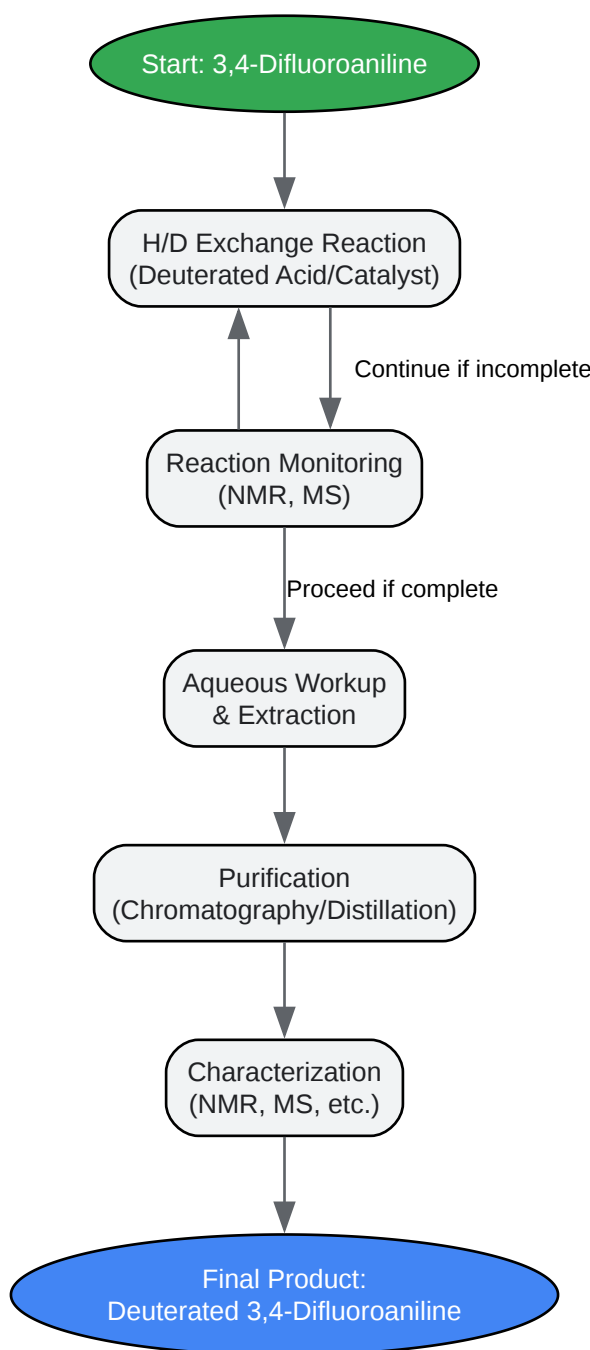 Start: 3,4-Difluoroaniline
H/D Exchange Reaction
(Deuterated Acid/Catalyst)
Continue if incomplete
Reaction Monitoring
(NMR, MS)
Proceed if complete
Aqueous Workup
& Extraction
Purification
(Chromatography/Distillation)
Characterization
(NMR, MS, etc.)
Final Product:
Deuterated 3,4-Difluoroaniline